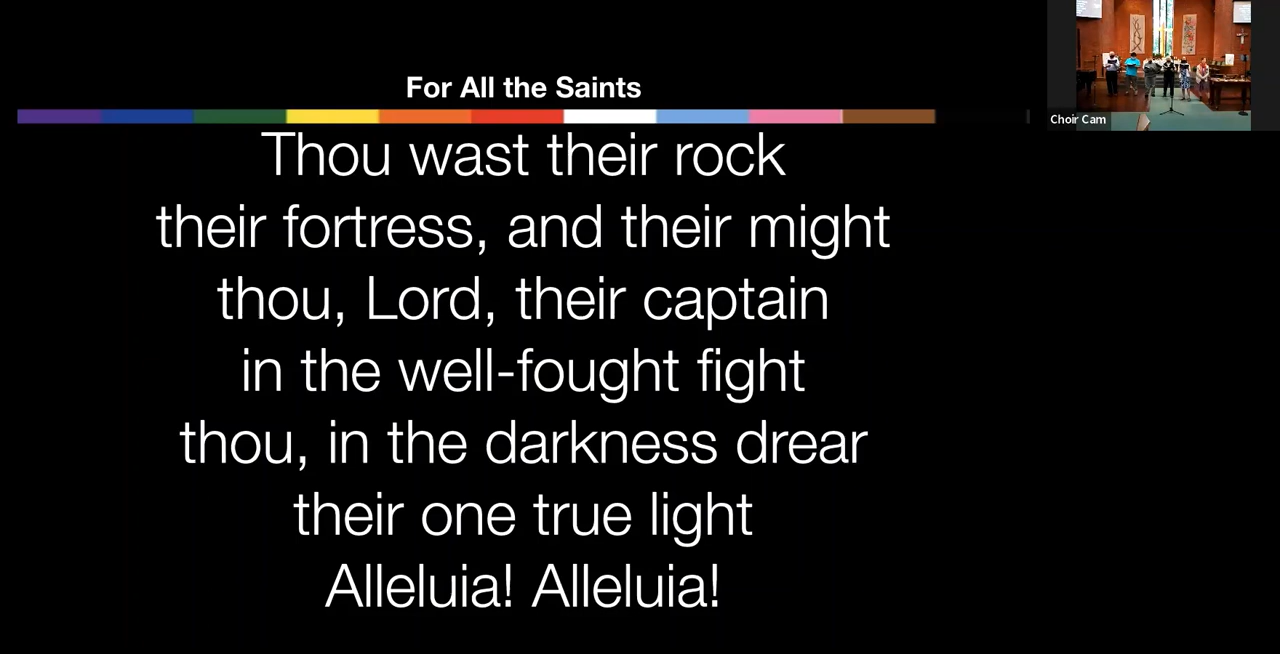 For All the Saints
Thou wast their rock
their fortress, and their might
thou, Lord, their captain
in the well-fought fight
thou, in the darkness drear
their one true light
Alleluia! Alleluia!
Choir Cam